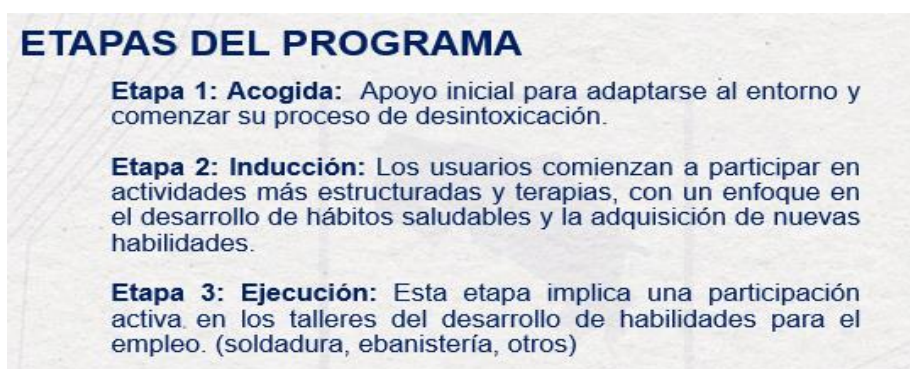 ETAPAS DEL PROGRAMA
Etapa 1: Acogida: Apoyo inicial para adaptarse al entorno y
comenzar su proceso de desintoxicación.
Etapa 2: Inducción: Los usuarios comienzan a participar en
actividades más estructuradas y terapias, con un enfoque en
el desarrollo de hábitos saludables y la adquisición de nuevas
habilidades.
Etapa 3: Ejecución: Esta etapa implica una participación
activa en los talleres del desarrollo de habilidades para el
empleo. (soldadura, ebanistería, otros)